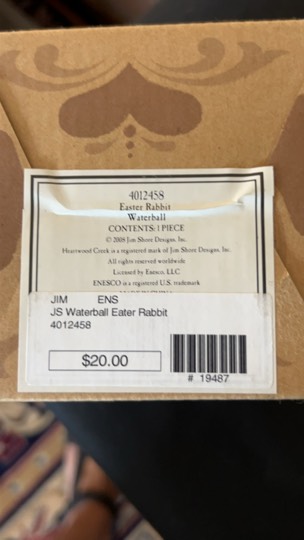 4012458
Easter Rabbit
Waterball
CONTENTS: 1 PIECE
© 2008 Jim Shore Designs, Inc.
Heartwood Creek is a registered mark of Jim Shore Designs, Inc.
All rights reserved worldwide
Licensed by Enesco, LLC
ENESCO is a registered U.S. trademark
JIM ENS
JS Waterball Eater Rabbit
4012458
$20.00
# 19487